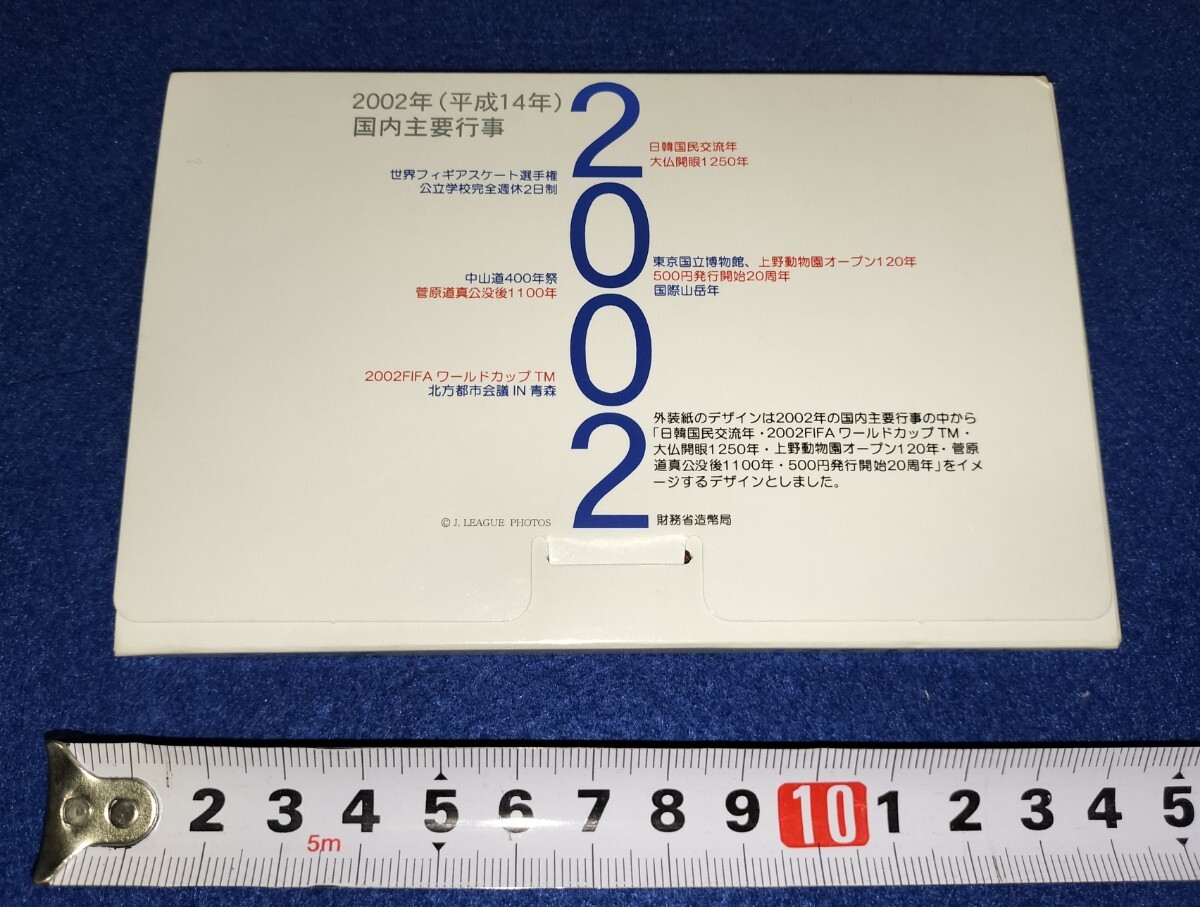 2002年(平成14年)
国内主要行事
2002
日韓国民交流年
大仏開眼1250年
世界フィギアスケート選手権
公立学校完全週休2日制
東京国立博物館、上野動物園オープン120年
500円発行開始20周年
国際山岳年
中山道400年祭
菅原道真公没後1100年
2002FIFA ワールドカップ TM
北方都市会議 IN 青森
外装紙のデザインは2002年の国内主要行事の中から
「日韓国民交流年・2002FIFA ワールドカップ TM・
大仏開眼1250年・上野動物園オープン120年・菅原
道真公没後1100年・500円発行開始20周年」をイメ
ージするデザインとしました。
© J. LEAGUE PHOTOS
財務省造幣局
2 3 4 5 6 7 8 9 10 1 2 3 4 5
5m